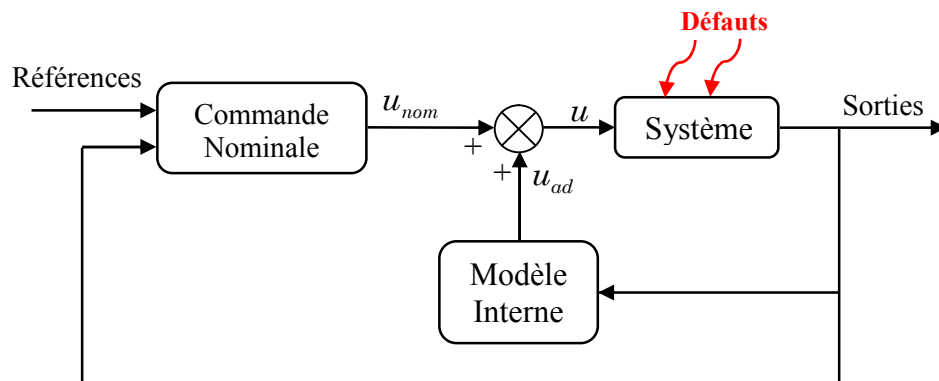 Défauts
Références
Commande
Nominale
u_nom
u
Système
Sorties
+
+
u_ad
Modèle
Interne